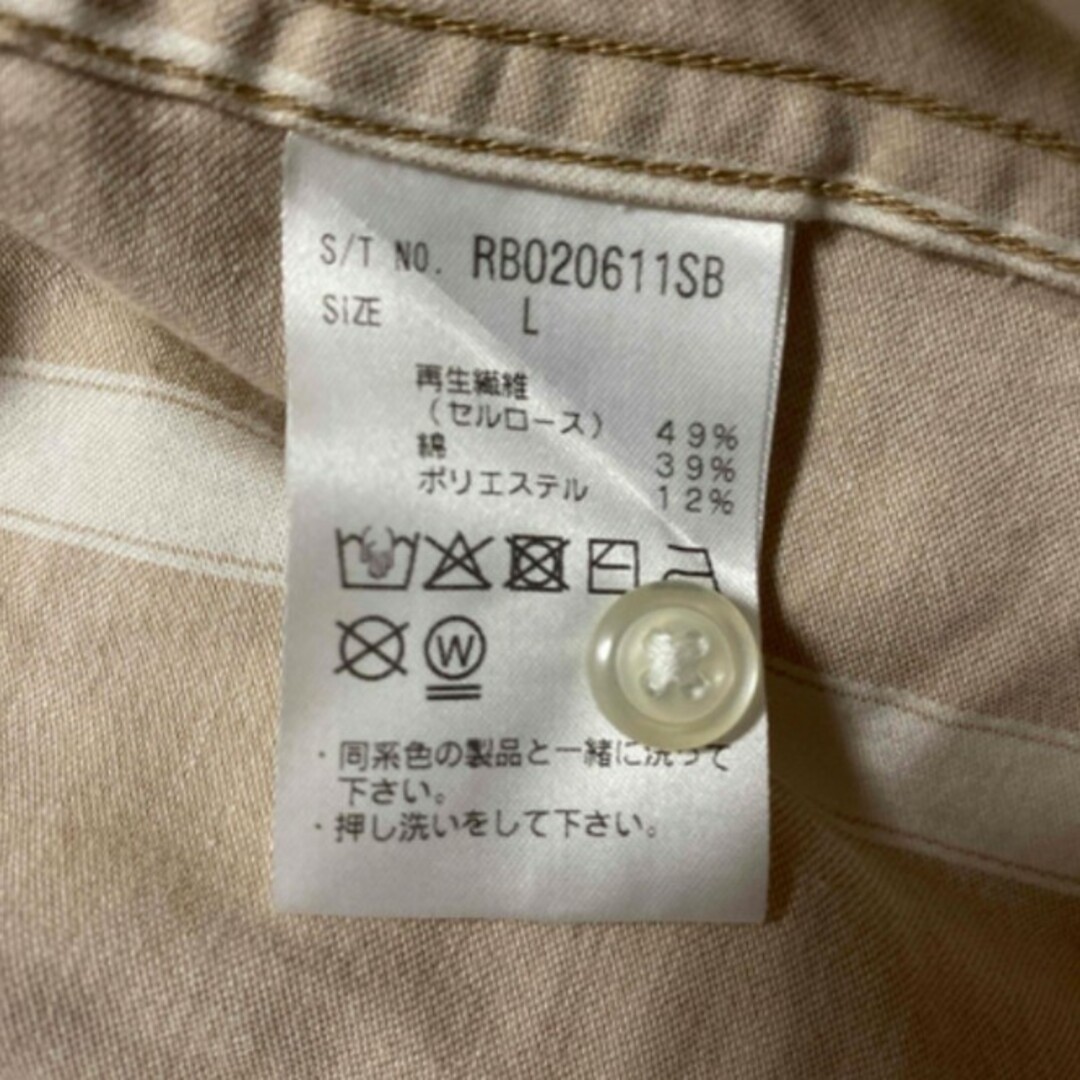 S/T NO. RB020611SB
SIZE L
再生繊維
（セルロース） 49%
綿 39%
ポリエステル 12%
W
・同系色の製品と一緒に洗って
下さい。
・押し洗いをして下さい。